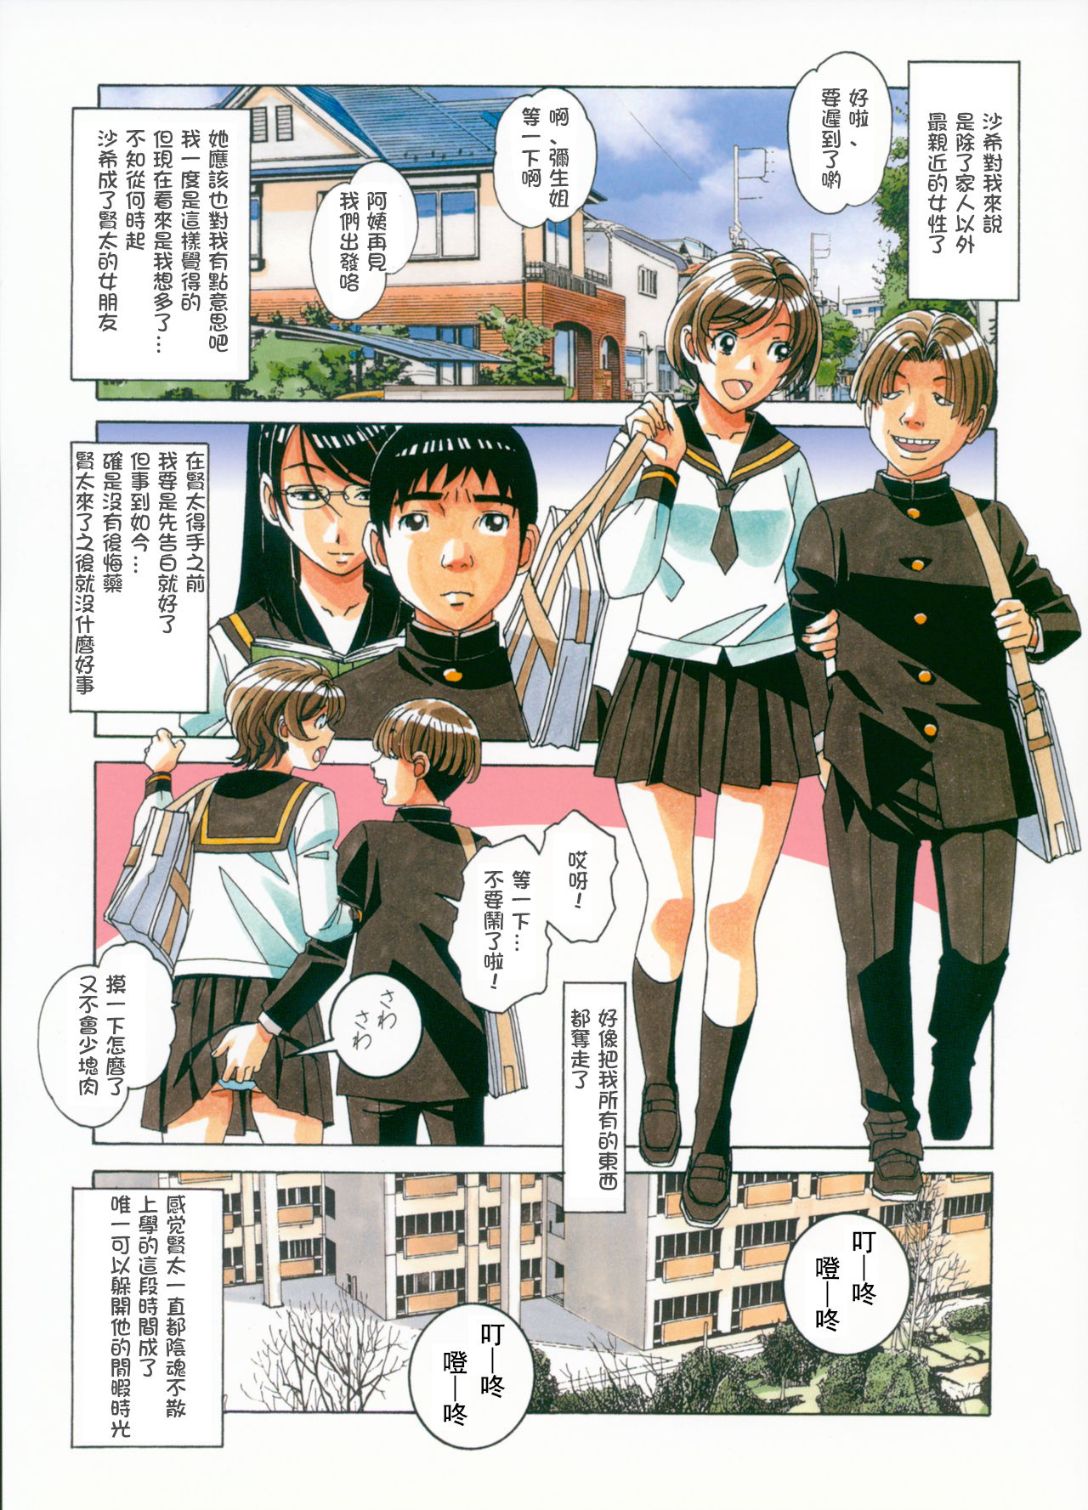 沙希對我來說
是除了家人以外
最親近的女性了
好啦、
要遲到了喲
啊、彌生姐
等一下啊
阿姨再見
我們出發咯
她應該也對我有點意思吧
我一度是這樣覺得的
但現在看來是我想多了…
不知從何時起
沙希成了賢太的女朋友
在賢太得手之前
我要是先告白就好了
但事到如今…
確是沒有後悔藥
賢太來了之後就沒什麼好事
哎呀!
等一下…
不要鬧了啦!
さわ
さわ
摸一下怎麼了
又不會少塊肉
好像把我所有的東西
都奪走了
叮—咚
噔—咚
叮—咚
噔—咚
感觉賢太一直都陰魂不散
上學的這段時間成了
唯一可以躲開他的閒暇時光